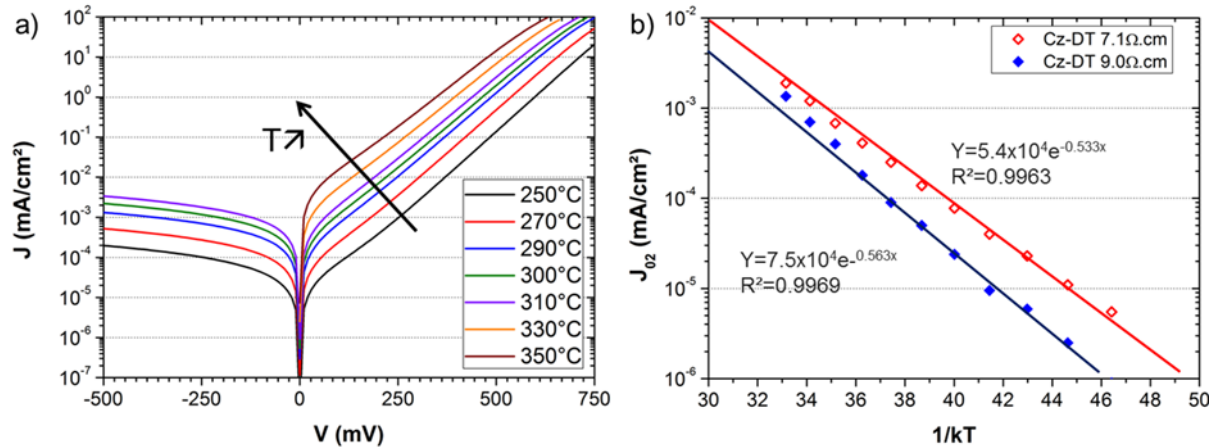 a)
J (mA/cm²)
10²
10¹
10⁰
10⁻¹
10⁻²
10⁻³
10⁻⁴
10⁻⁵
10⁻⁶
10⁻⁷
T↗
250°C
270°C
290°C
300°C
310°C
330°C
350°C
-500 -250 0 250 500 750
V (mV)
b)
J₀₂ (mA/cm²)
10⁻²
10⁻³
10⁻⁴
10⁻⁵
10⁻⁶
Cz-DT 7.1Ω.cm
Cz-DT 9.0Ω.cm
Y=5.4x10⁴e⁻⁰·⁵³³ˣ
R²=0.9963
Y=7.5x10⁴e-⁰·⁵⁶³ˣ
R²=0.9969
30 32 34 36 38 40 42 44 46 48 50
1/kT